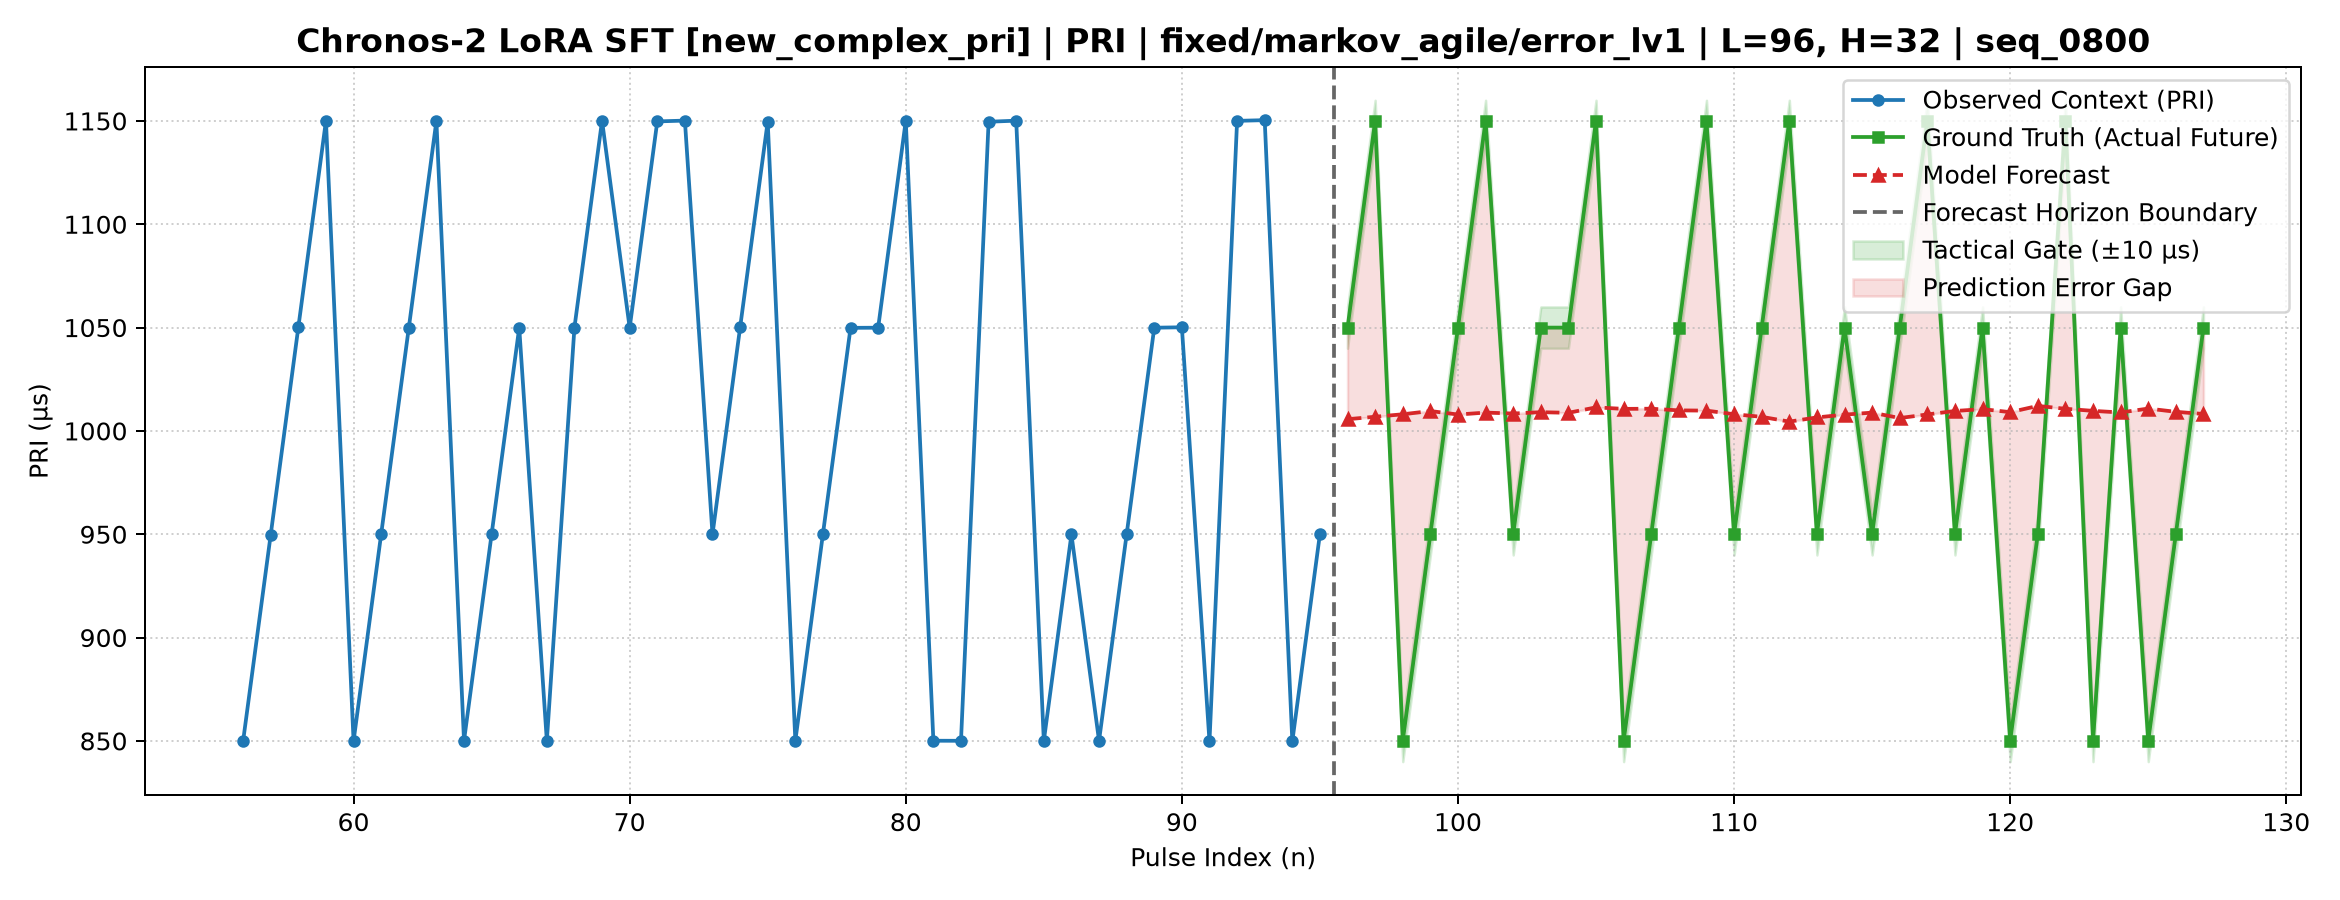 Chronos-2 LoRA SFT [new_complex_pri] | PRI | fixed/markov_agile/error_lv1 | L=96, H=32 | seq_0800
Observed Context (PRI)
Ground Truth (Actual Future)
Model Forecast
Forecast Horizon Boundary
Tactical Gate (±10 μs)
Prediction Error Gap
PRI (μs)
1150
1100
1050
1000
950
900
850
60 70 80 90 100 110 120 130
Pulse Index (n)